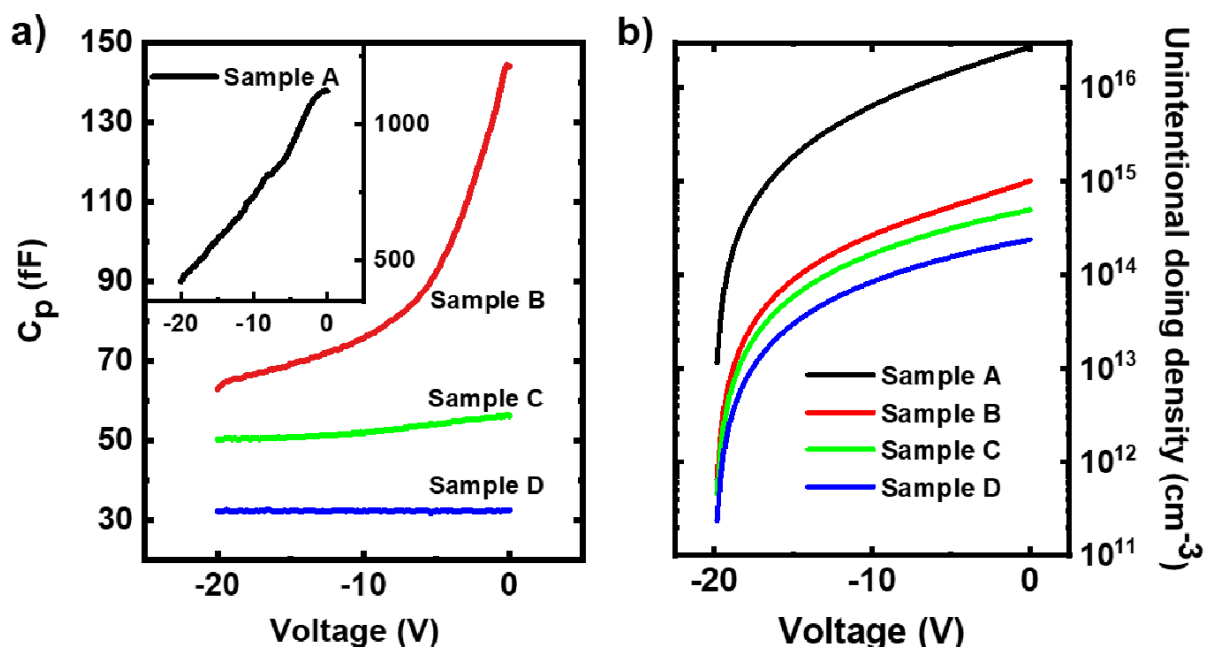 a)
150
130
110
90
70
50
30
Cp (fF)
-20
-10
0
Voltage (V)
Sample A
1000
500
-20
-10
0
Sample B
Sample C
Sample D
b)
10^16
10^15
10^14
10^13
10^12
10^11
Unintentional doing density (cm^-3)
Sample A
Sample B
Sample C
Sample D
-20
-10
0
Voltage (V)